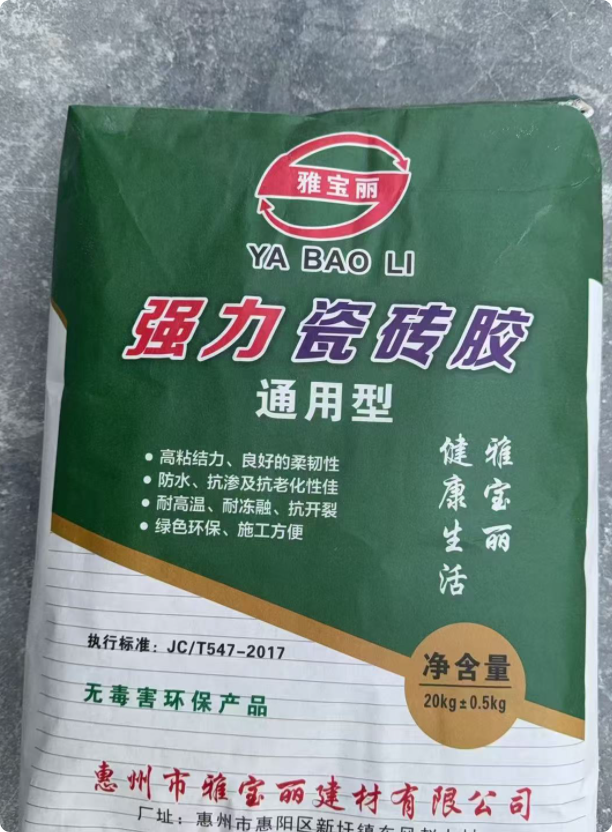 雅宝丽
YA BAO LI
强力瓷砖胶
通用型
• 高粘结力、良好的柔韧性
• 防水、抗渗及抗老化性佳
• 耐高温、耐冻融、抗开裂
• 绿色环保、施工方便
雅宝丽
健康生活
执行标准：JC/T547-2017
净含量
20kg±0.5kg
无毒害环保产品
惠州市雅宝丽建材有限公司
厂址：惠州市惠阳区新圩镇东风